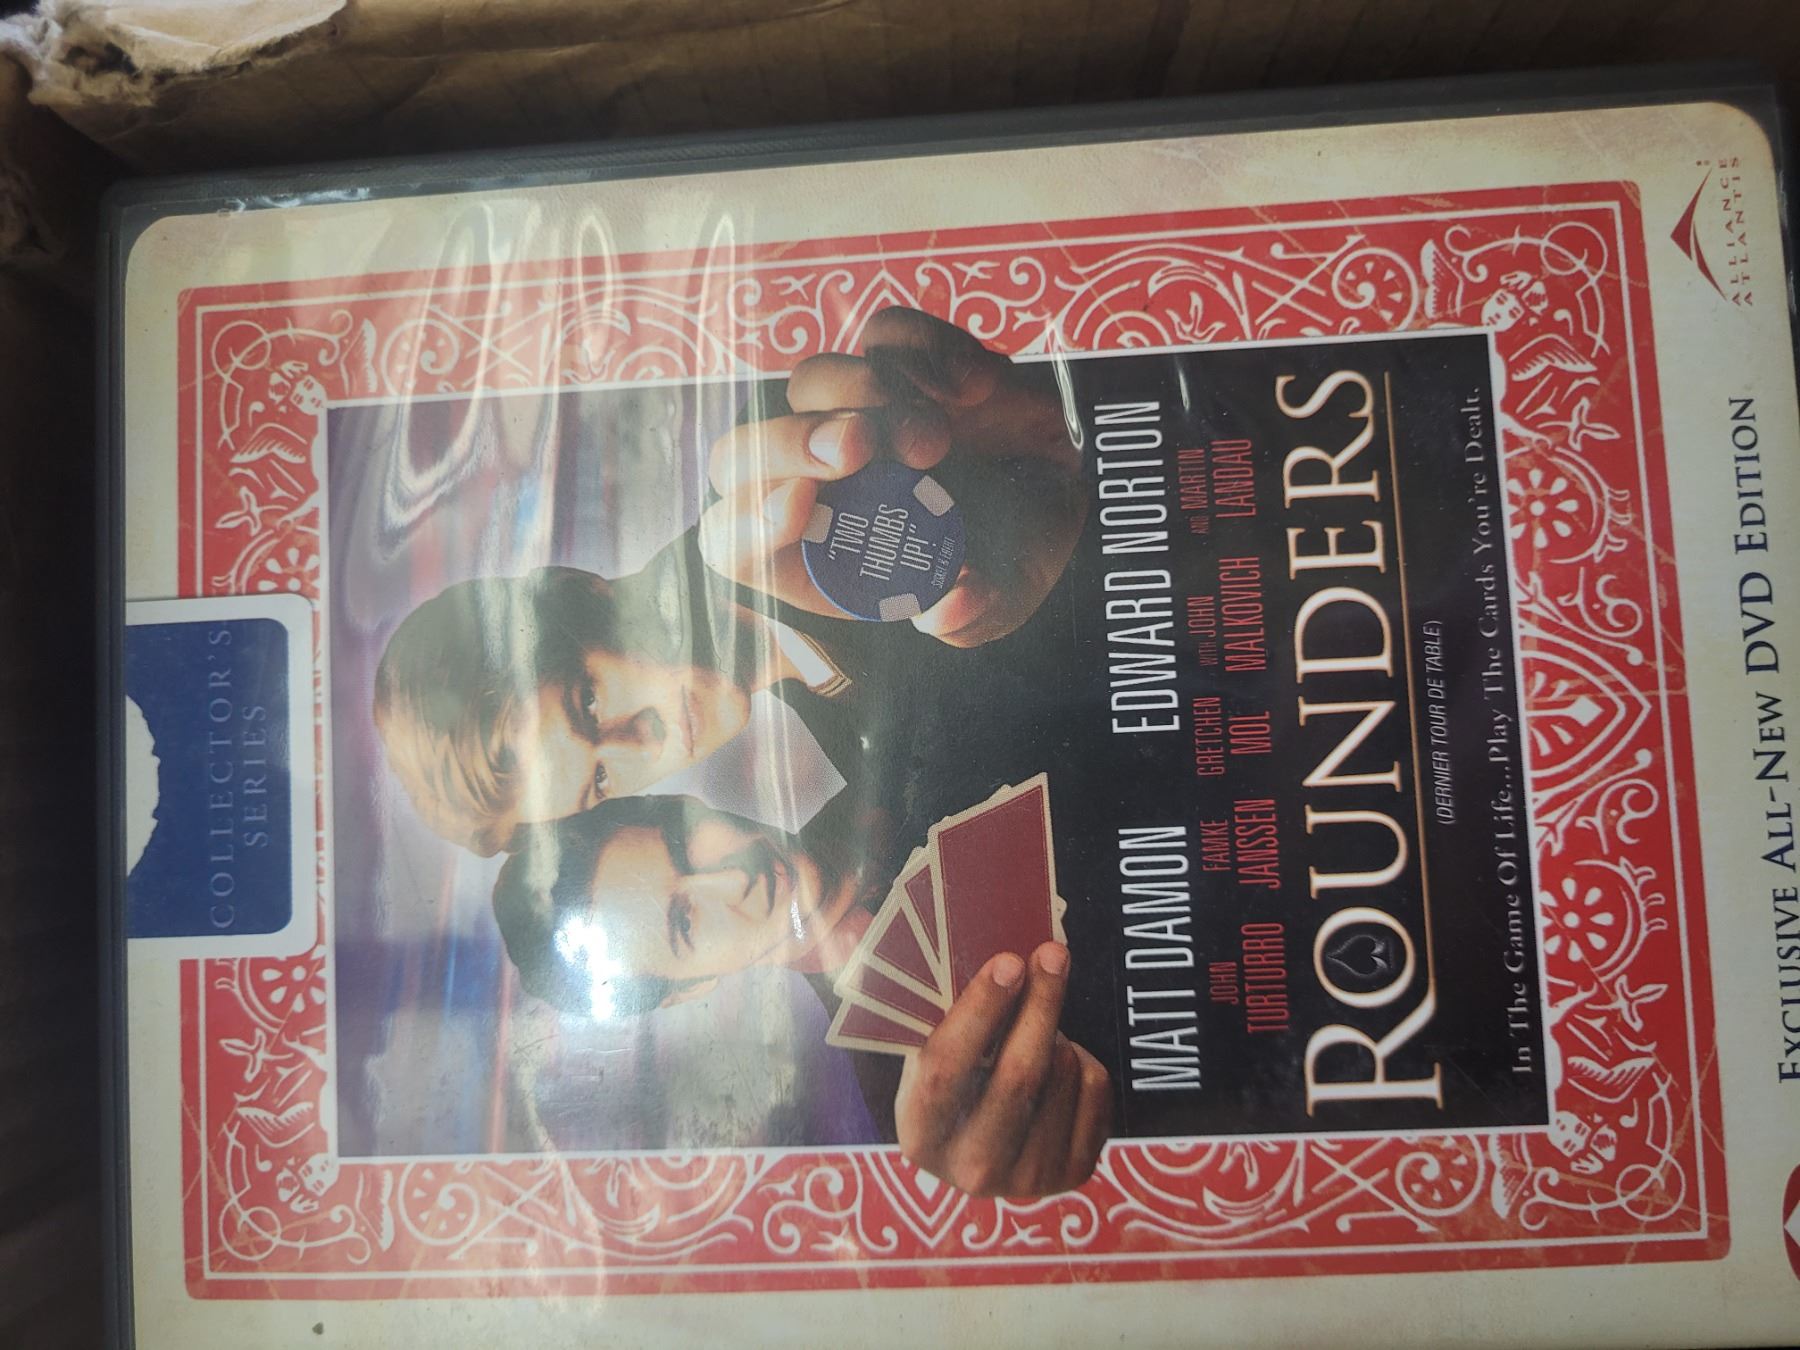 COLLECTOR'S
SERIES
"TWO
THUMBS
UP!"
SISKEL & EBERT
MATT DAMON EDWARD NORTON
JOHN TURTURRO FAMKE JANSSEN GRETCHEN MOL WITH JOHN MALKOVICH AND MARTIN LANDAU
ROUNDERS
(DERNIER TOUR DE TABLE)
In The Game Of Life...Play The Cards You're Dealt.
ALLIANCE
ATLANTIS
EXCLUSIVE ALL-NEW DVD EDITION